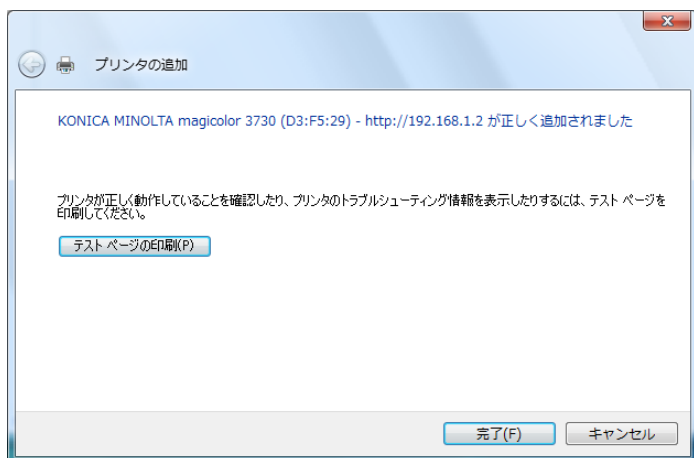 プリンタの追加
KONICA MINOLTA magicolor 3730 (D3:F5:29) - http://192.168.1.2 が正しく追加されました
プリンタが正しく動作していることを確認したり、プリンタのトラブルシューティング情報を表示したりするには、テスト ページを
印刷してください。
テスト ページの印刷(P)
完了(F)
キャンセル